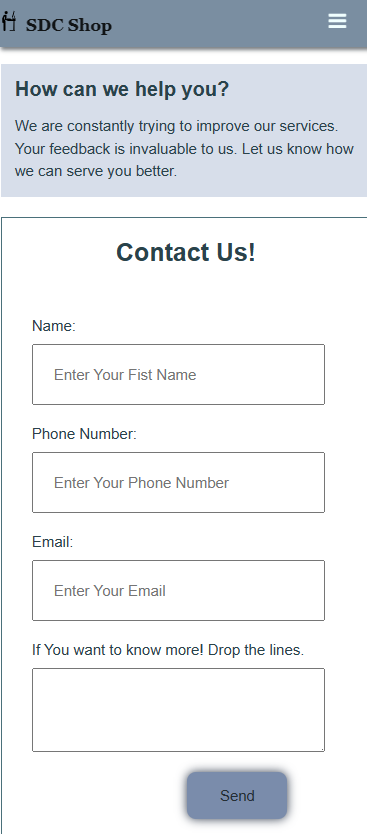 SDC Shop
How can we help you?
We are constantly trying to improve our services.
Your feedback is invaluable to us. Let us know how
we can serve you better.
Contact Us!
Name:
Enter Your Fist Name
Phone Number:
Enter Your Phone Number
Email:
Enter Your Email
If You want to know more! Drop the lines.
Send